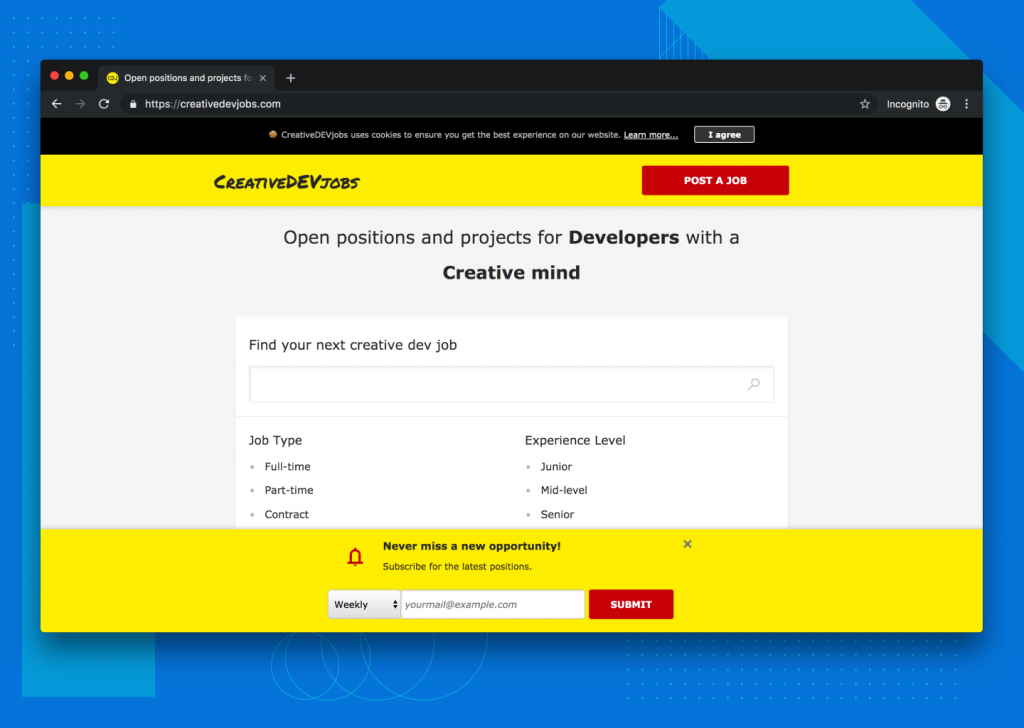 CDJ
Open positions and projects fo
https://creativedevjobs.com
Incognito
CreativeDEVjobs uses cookies to ensure you get the best experience on our website. Learn more...
I agree
CreativeDEVjobs
POST A JOB
Open positions and projects for Developers with a
Creative mind
Find your next creative dev job
Job Type
Full-time
Part-time
Contract
Experience Level
Junior
Mid-level
Senior
Never miss a new opportunity!
Subscribe for the latest positions.
Weekly
yourmail@example.com
SUBMIT